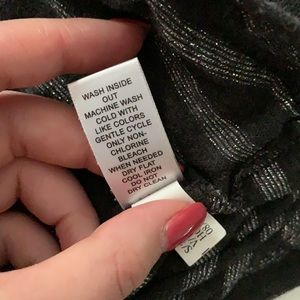 WASH INSIDE
OUT
MACHINE WASH
COLD WITH
LIKE COLORS
GENTLE CYCLE
ONLY NON-
CHLORINE
BLEACH
WHEN NEEDED
DRY FLAT
COOL IRON
DO NOT
DRY CLEAN